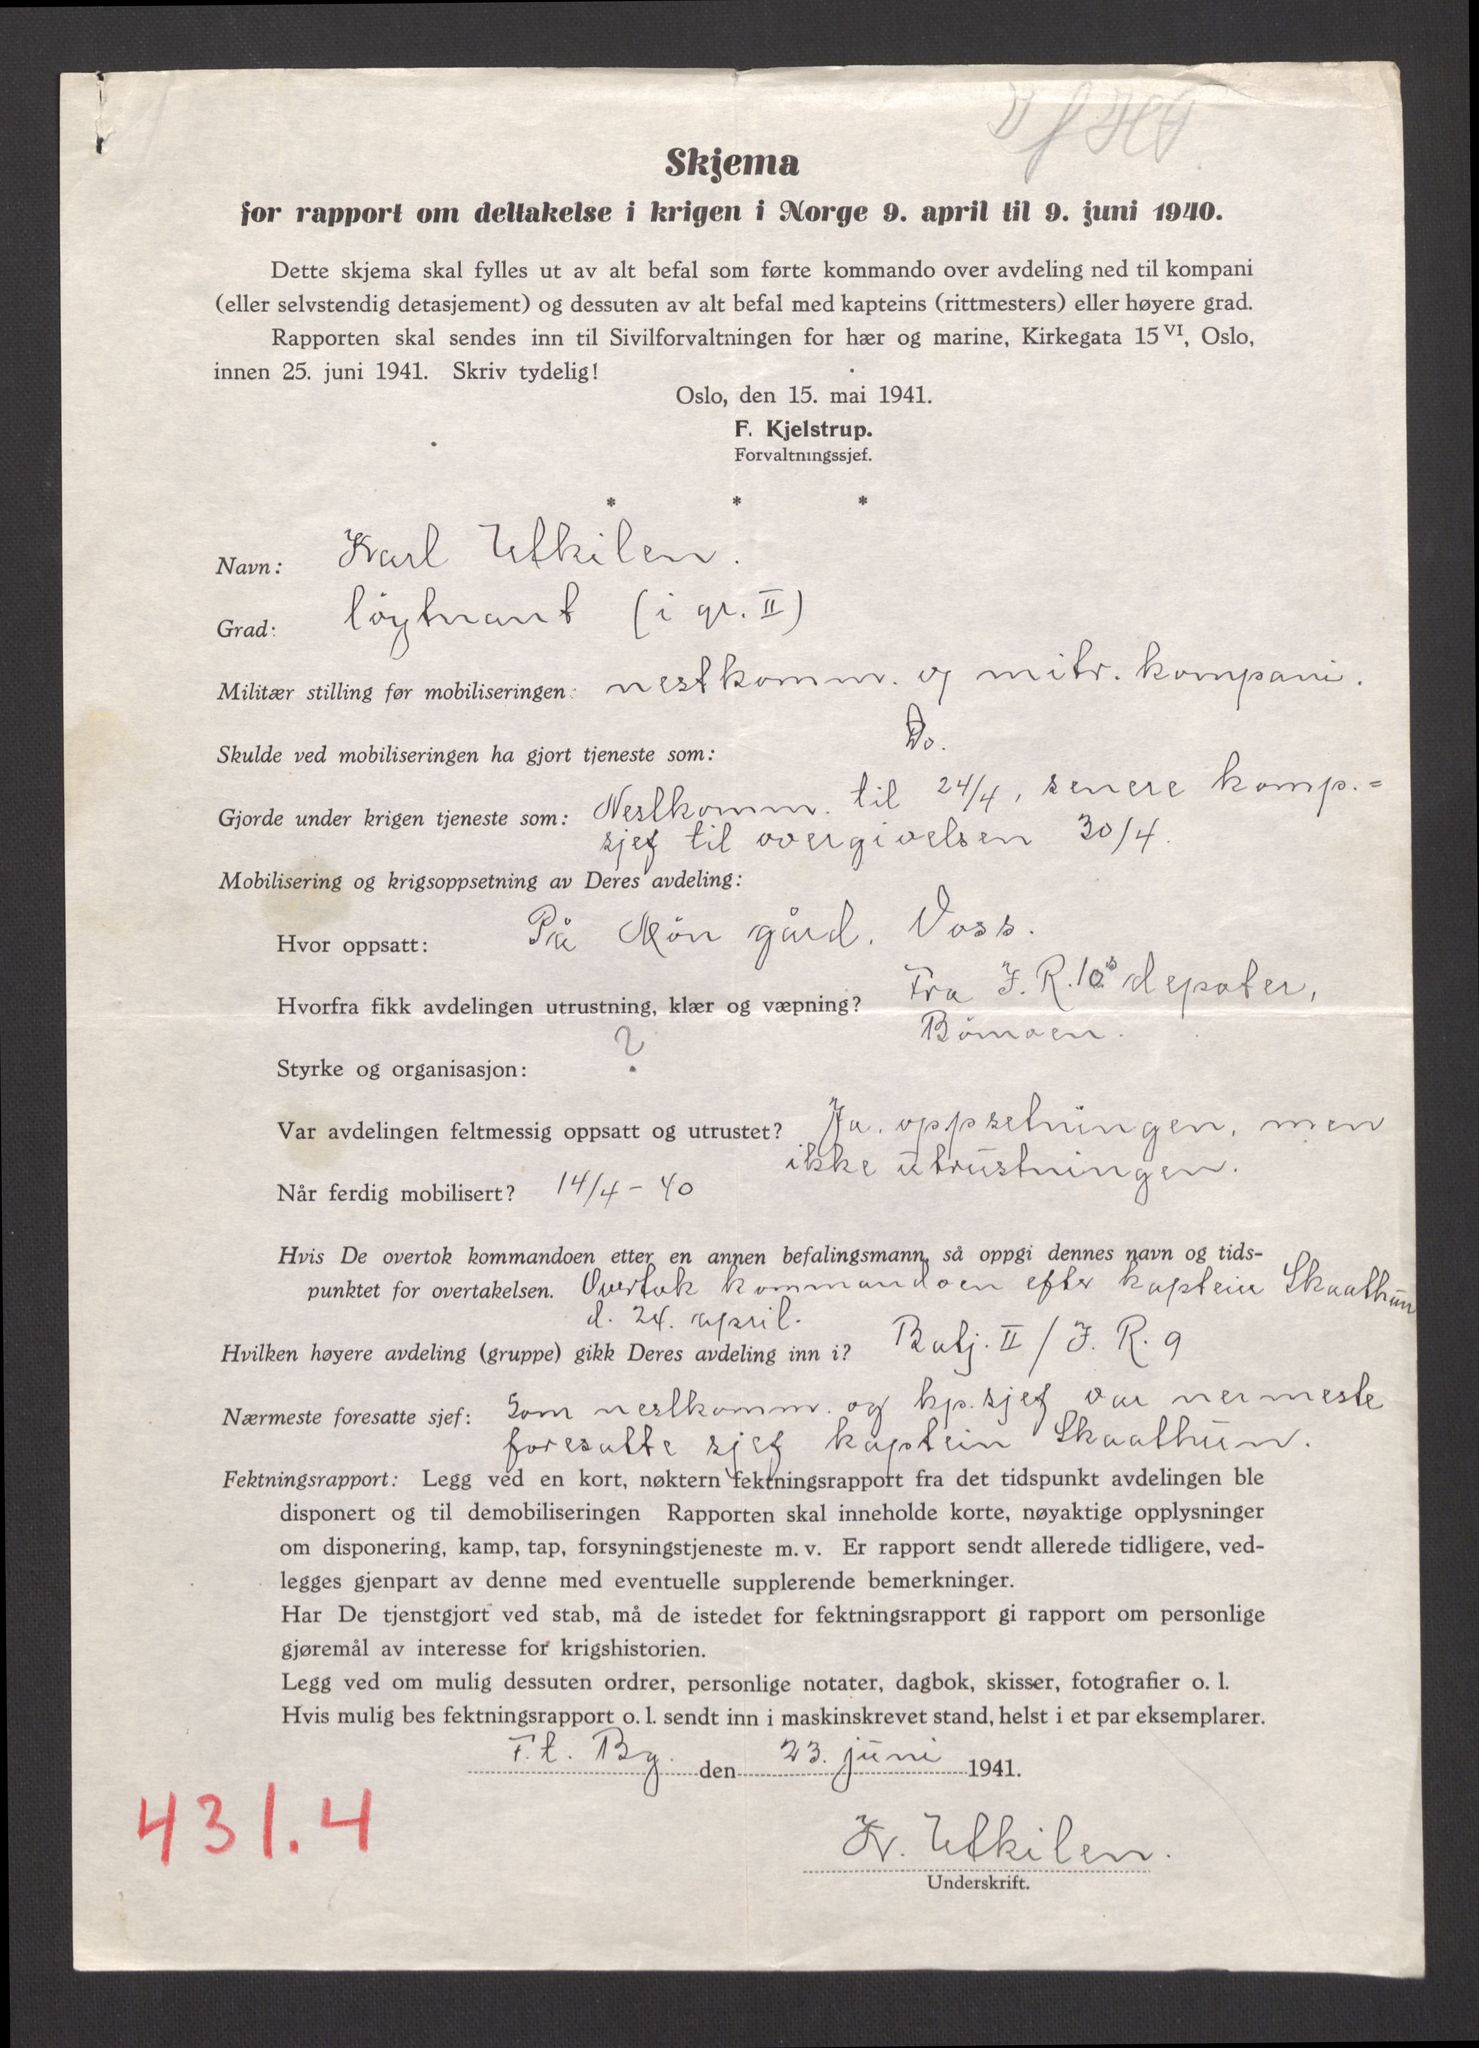 Skjema
for rapport om deltakelse i krigen i Norge 9. april til 9. juni 1940.
Dette skjema skal fylles ut av alt befal som førte kommando over avdeling ned til kompani
(eller selvstendig detasjement) og dessuten av alt befal med kapteins (rittmesters) eller høyere grad.
Rapporten skal sendes inn til Sivilforvaltningen for hær og marine, Kirkegata 15 VI, Oslo,
innen 25. juni 1941. Skriv tydelig!
Oslo, den 15. mai 1941.
F. Kjelstrup.
Forvaltningssjef.
* * *
Navn: Karl Utkilen.
Grad: løytnant (i gr. II)
Militær stilling før mobiliseringen: nestkomm. og mitr. kompani.
Skulde ved mobiliseringen ha gjort tjeneste som: Do.
Gjorde under krigen tjeneste som: Nestkomm. til 24/4, senere komp.=
sjef til overgivelsen 30/4.
Mobilisering og krigsoppsetning av Deres avdeling:
Hvor oppsatt: På Møn gård. Voss.
Hvorfra fikk avdelingen utrustning, klær og væpning? Fra J.R.10s depoter,
Bömoen.
Styrke og organisasjon: ?
Var avdelingen feltmessig oppsatt og utrustet? Ja, oppsetningen, men
ikke utrustningen.
Når ferdig mobilisert? 14/4 – 40
Hvis De overtok kommandoen etter en annen befalingsmann, så oppgi dennes navn og tids-
punktet for overtakelsen. Overtok kommandoen efter kaptein Skaathun
d. 24. april.
Hvilken høyere avdeling (gruppe) gikk Deres avdeling inn i? Batj. II / J. R. 9
Nærmeste foresatte sjef: Som nestkomm. og kp.sjef var nermeste
foresatte sjef kaptein Skaathun.
Fektningsrapport: Legg ved en kort, nøktern fektningsrapport fra det tidspunkt avdelingen ble
disponert og til demobiliseringen Rapporten skal inneholde korte, nøyaktige opplysninger
om disponering, kamp, tap, forsyningstjeneste m. v. Er rapport sendt allerede tidligere, ved-
legges gjenpart av denne med eventuelle supplerende bemerkninger.
Har De tjenstgjort ved stab, må de istedet for fektningsrapport gi rapport om personlige
gjøremål av interesse for krigshistorien.
Legg ved om mulig dessuten ordrer, personlige notater, dagbok, skisser, fotografier o. l.
Hvis mulig bes fektningsrapport o. l. sendt inn i maskinskrevet stand, helst i et par eksemplarer.
F.t. Bg. den 23. juni 1941.
431.4
K. Utkilen.
Underskrift.